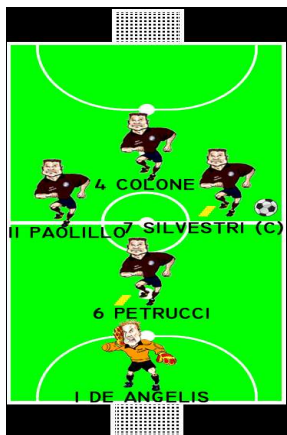 4 COLONE
11 PAOLILLO
7 SILVESTRI (C)
6 PETRUCCI
1 DE ANGELIS